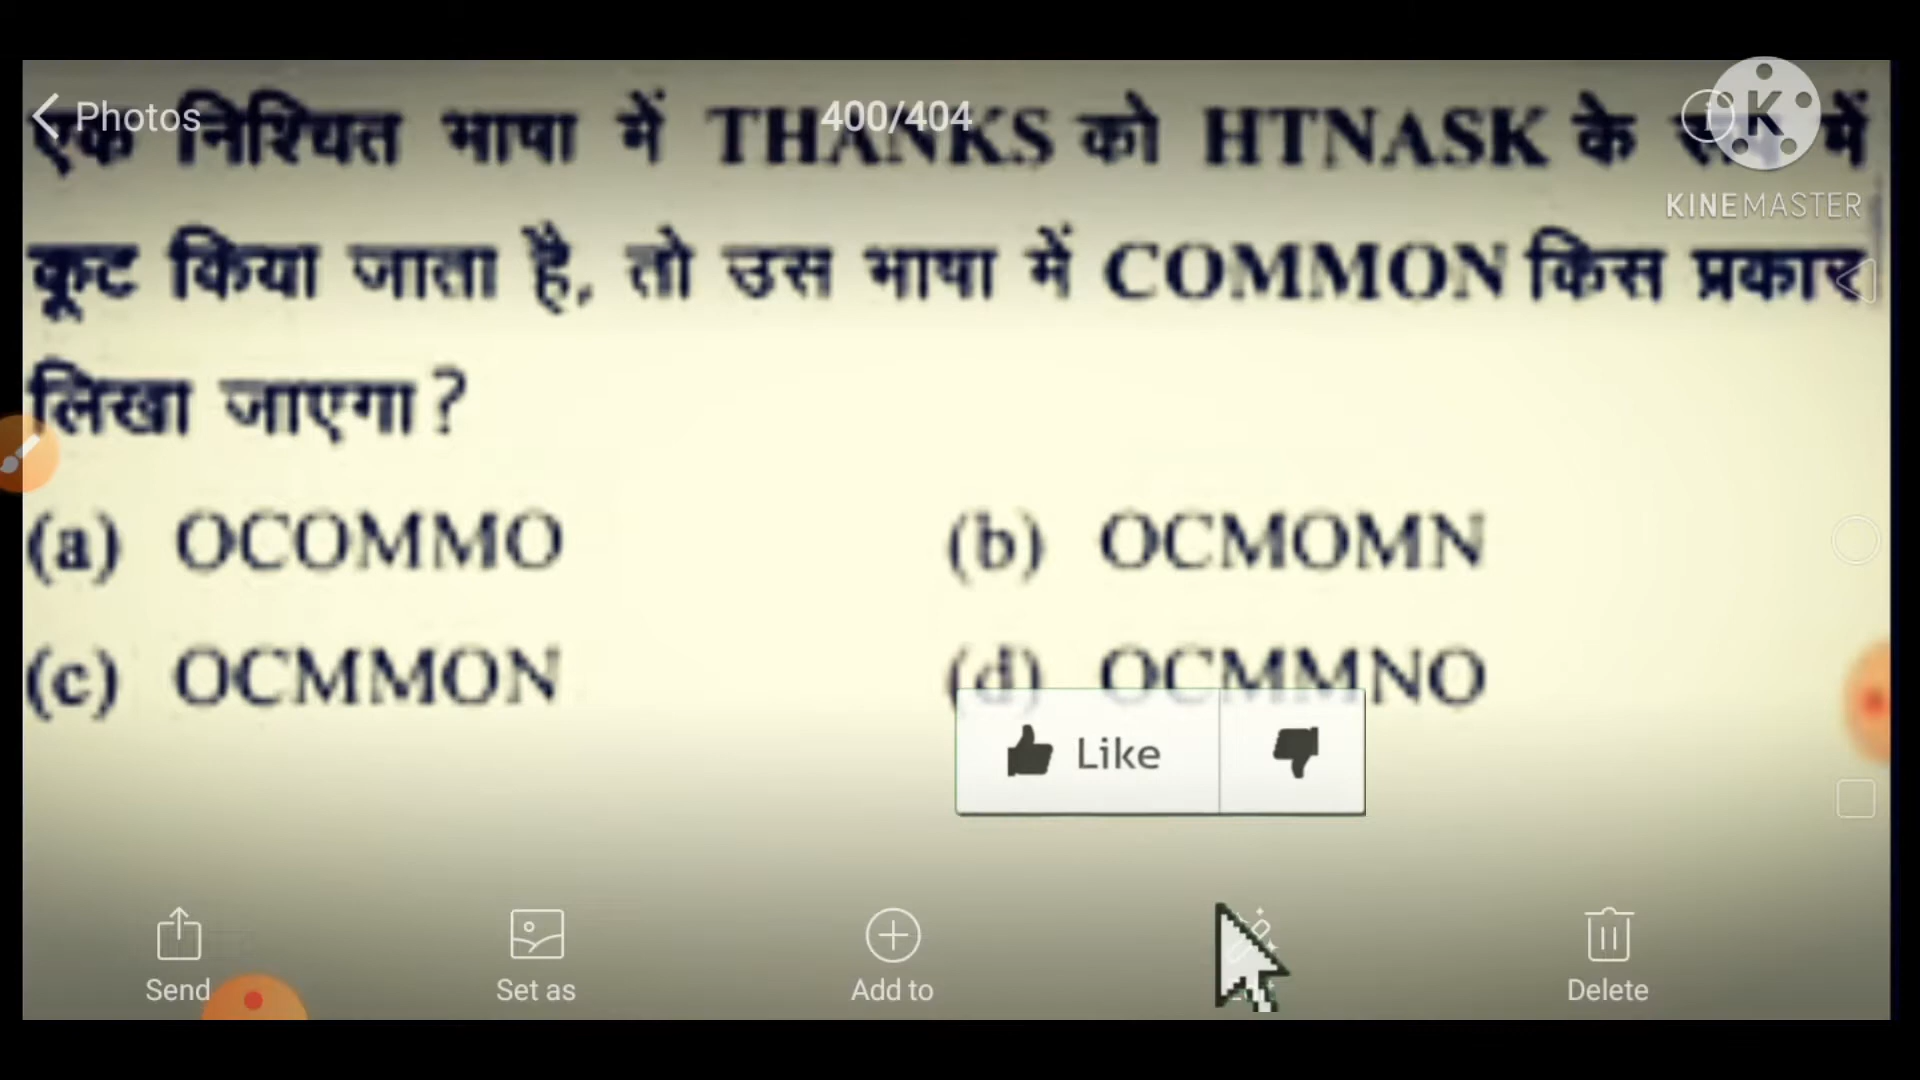 Photos
400/404
एक निश्चित भाषा में THANKS को HTNASK के में
KINEMASTER
कूट किया जाता है, तो उस भाषा में COMMON किस प्रकार
लिखा जाएगा?
(a) OCOMMO (b) OCMOMN
(c) OCMMON (d) OCMMNO
Like
Send Set as Add to Delete